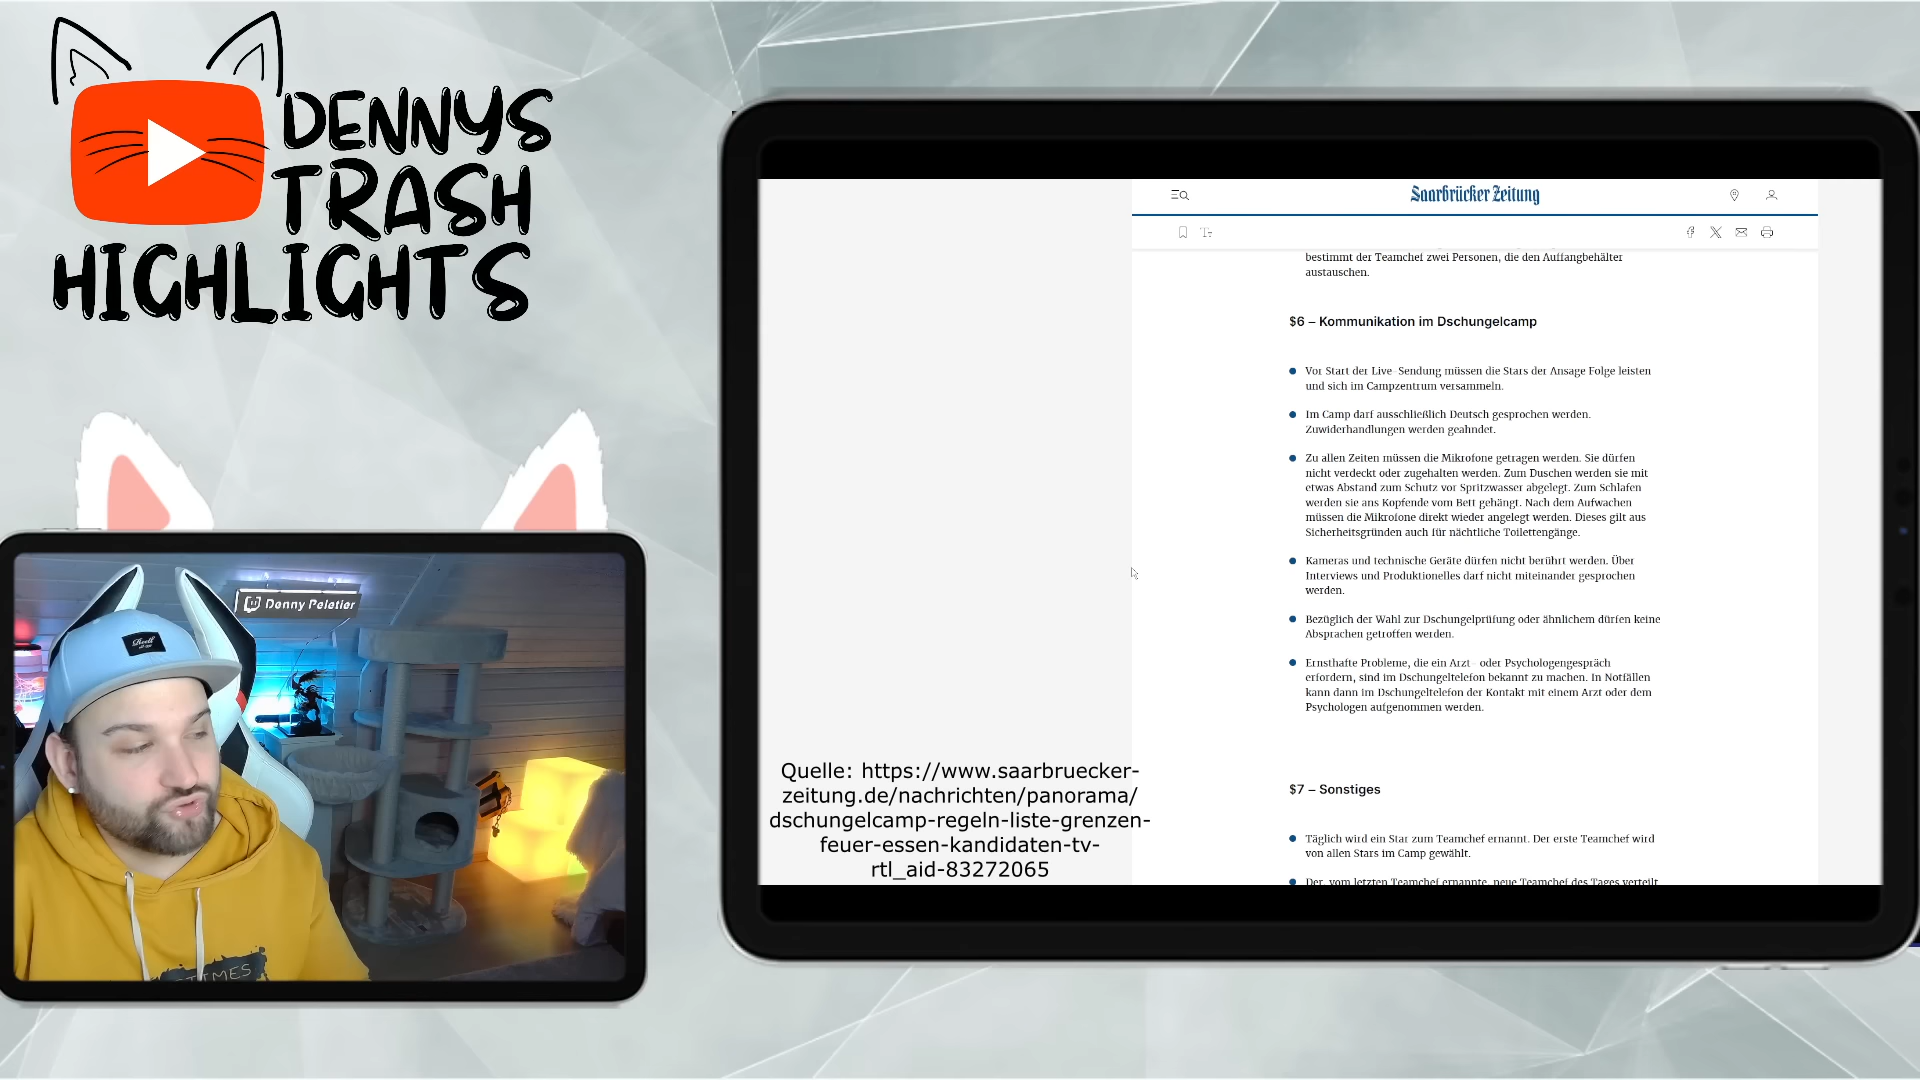 DENNYS
TRASH
HIGHLIGHTS
Denny Peletier
Saarbrücker Zeitung
bestimmt der Teamchef zwei Personen, die den Auffangbehälter
austauschen.
$6 – Kommunikation im Dschungelcamp
Vor Start der Live-Sendung müssen die Stars der Ansage Folge leisten
und sich im Campzentrum versammeln.
Im Camp darf ausschließlich Deutsch gesprochen werden.
Zuwiderhandlungen werden geahndet.
Zu allen Zeiten müssen die Mikrofone getragen werden. Sie dürfen
nicht verdeckt oder zugehalten werden. Zum Duschen werden sie mit
etwas Abstand zum Schutz vor Spritzwasser abgelegt. Zum Schlafen
werden sie ans Kopfende vom Bett gehängt. Nach dem Aufwachen
müssen die Mikrofone direkt wieder angelegt werden. Dieses gilt aus
Sicherheitsgründen auch für nächtliche Toilettengänge.
Kameras und technische Geräte dürfen nicht berührt werden. Über
Interviews und Produktionelles darf nicht miteinander gesprochen
werden.
Bezüglich der Wahl zur Dschungelprüfung oder ähnlichem dürfen keine
Absprachen getroffen werden.
Ernsthafte Probleme, die ein Arzt- oder Psychologengespräch
erfordern, sind im Dschungeltelefon bekannt zu machen. In Notfällen
kann dann im Dschungeltelefon der Kontakt mit einem Arzt oder dem
Psychologen aufgenommen werden.
$7 – Sonstiges
Täglich wird ein Star zum Teamchef ernannt. Der erste Teamchef wird
von allen Stars im Camp gewählt.
Der, vom letzten Teamchef ernannte, neue Teamchef des Tages verteilt
Quelle: https://www.saarbruecker-
zeitung.de/nachrichten/panorama/
dschungelcamp-regeln-liste-grenzen-
feuer-essen-kandidaten-tv-
rtl_aid-83272065